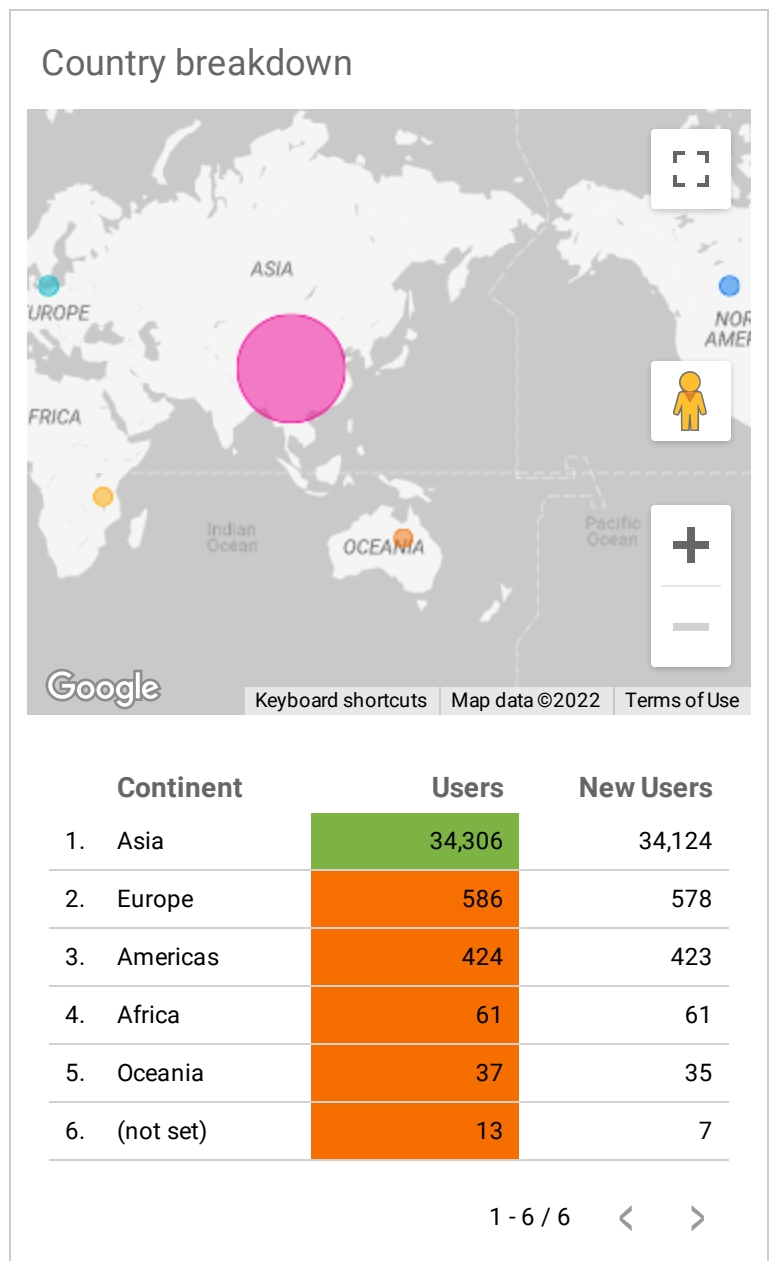 Country breakdown
ASIA
UROPE
NOR
AMEF
FRICA
Indian
Ocean
OCEANIA
Pacific
Ocean
Google
Keyboard shortcuts Map data ©2022 Terms of Use
Continent Users New Users
1. Asia 34,306 34,124
2. Europe 586 578
3. Americas 424 423
4. Africa 61 61
5. Oceania 37 35
6. (not set) 13 7
1 - 6 / 6 < >